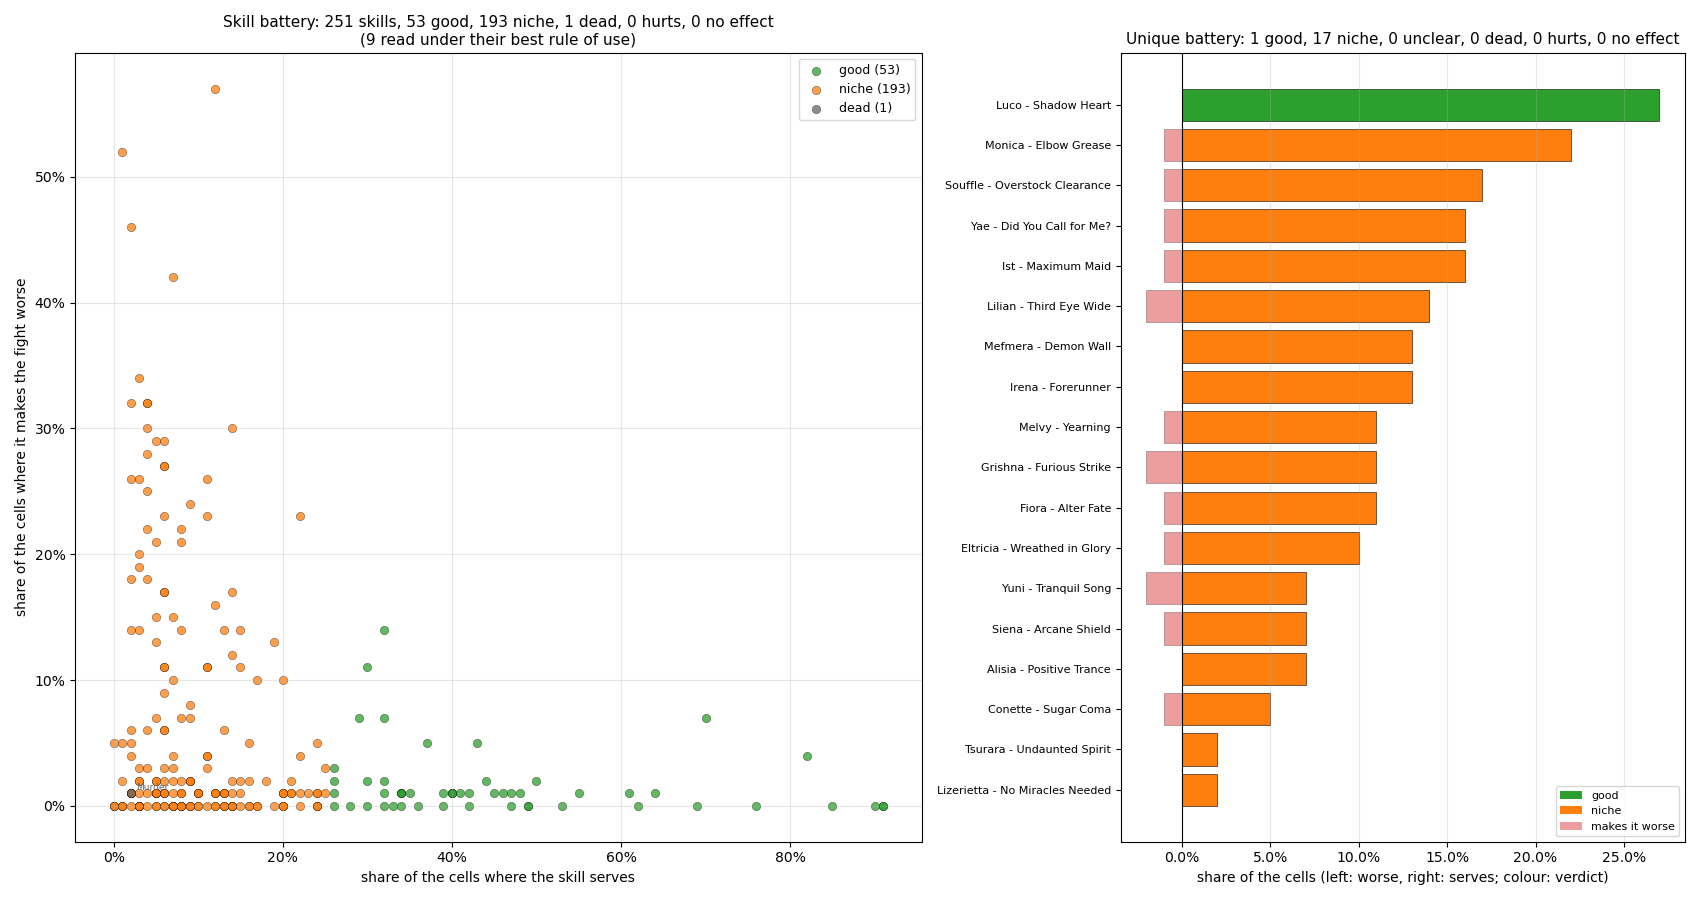 Skill battery: 251 skills, 53 good, 193 niche, 1 dead, 0 hurts, 0 no effect
(9 read under their best rule of use)
good (53)
niche (193)
dead (1)
share of the cells where it makes the fight worse
50%
40%
30%
20%
10%
0%
0%
20%
40%
60%
80%
share of the cells where the skill serves
Unique battery: 1 good, 17 niche, 0 unclear, 0 dead, 0 hurts, 0 no effect
Luco - Shadow Heart
Monica - Elbow Grease
Souffle - Overstock Clearance
Yae - Did You Call for Me?
Ist - Maximum Maid
Lilian - Third Eye Wide
Mefmera - Demon Wall
Irena - Forerunner
Melvy - Yearning
Grishna - Furious Strike
Fiora - Alter Fate
Eltricia - Wreathed in Glory
Yuni - Tranquil Song
Siena - Arcane Shield
Alisia - Positive Trance
Conette - Sugar Coma
Tsurara - Undaunted Spirit
Lizerietta - No Miracles Needed
good
niche
makes it worse
0.0%
5.0%
10.0%
15.0%
20.0%
25.0%
share of the cells (left: worse, right: serves; colour: verdict)